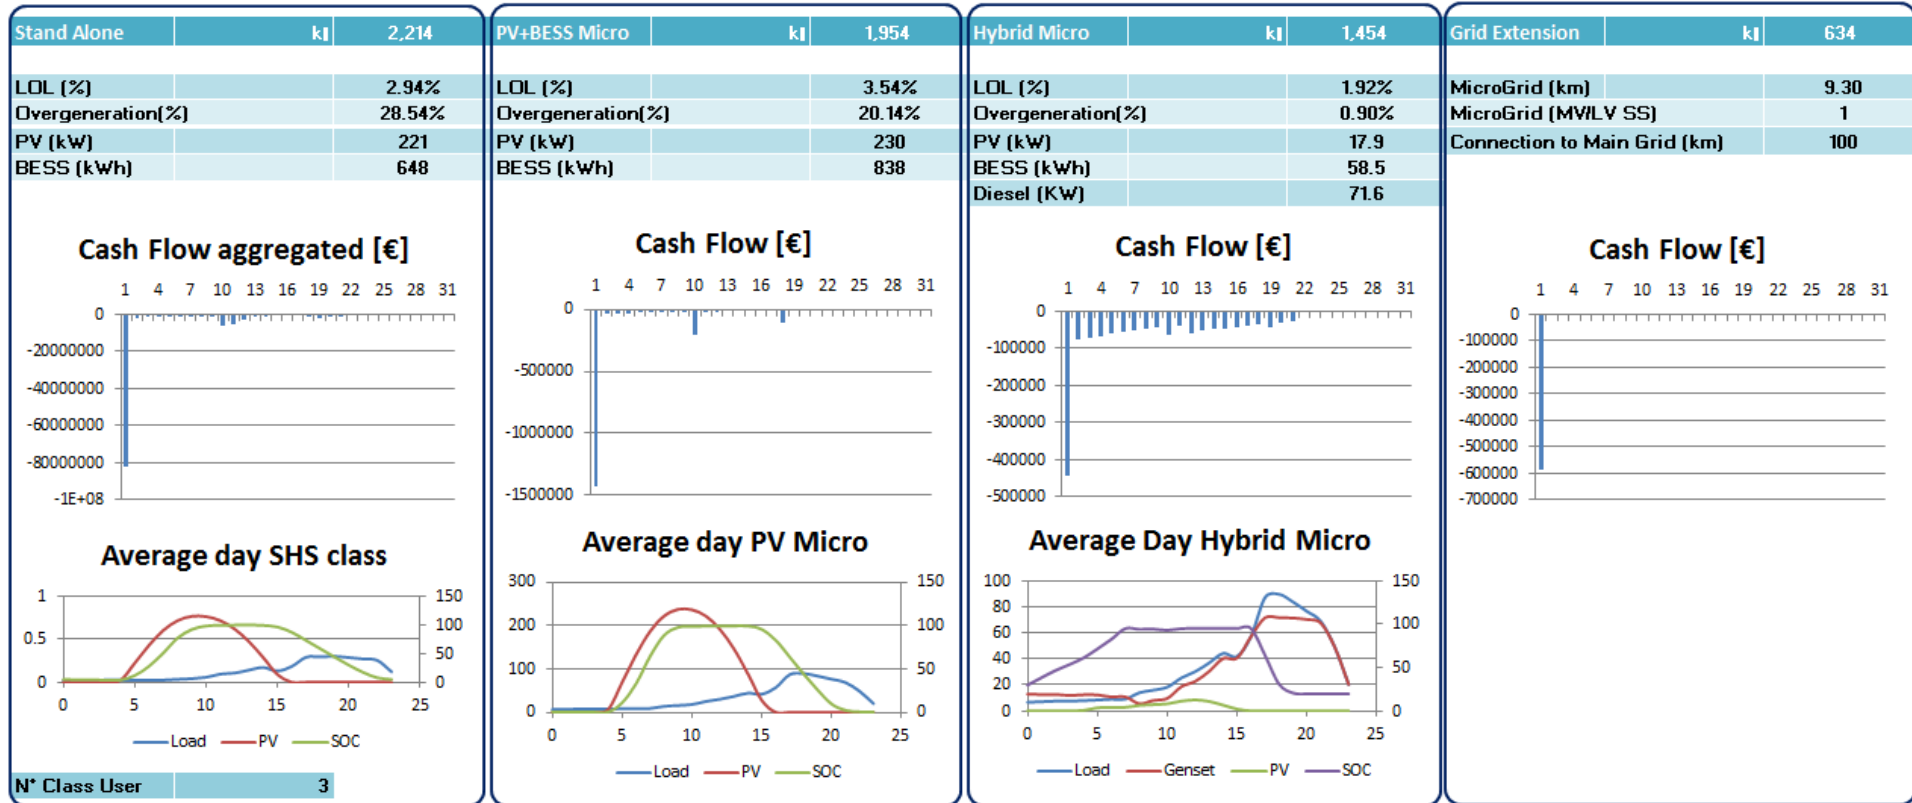 Stand Alone k 2,214
LOL (%) 2.94%
Overgeneration(%) 28.54%
PV (kW) 221
BESS (kWh) 648
Cash Flow aggregated [€]
1 4 7 10 13 16 19 22 25 28 31
0
-20000000
-40000000
-60000000
-80000000
-1E+08
Average day SHS class
1 150
100
0.5
50
0 0
0 5 10 15 20 25
Load PV SOC
N° Class User 3
PV+BESS Micro k 1,954
LOL (%) 3.54%
Overgeneration(%) 20.14%
PV (kW) 230
BESS (kWh) 838
Cash Flow [€]
1 4 7 10 13 16 19 22 25 28 31
0
-500000
-1000000
-1500000
Average day PV Micro
300 150
200 100
100 50
0 0
0 5 10 15 20 25
Load PV SOC
Hybrid Micro k 1,454
LOL (%) 1.92%
Overgeneration(%) 0.90%
PV (kW) 17.9
BESS (kWh) 58.5
Diesel (KW) 71.6
Cash Flow [€]
1 4 7 10 13 16 19 22 25 28 31
0
-100000
-200000
-300000
-400000
-500000
Average Day Hybrid Micro
100 150
80
60 100
40
50
20
0 0
0 5 10 15 20 25
Load Genset PV SOC
Grid Extension k 634
MicroGrid (km) 9.30
MicroGrid (MV/LV SS) 1
Connection to Main Grid (km) 100
Cash Flow [€]
1 4 7 10 13 16 19 22 25 28 31
0
-100000
-200000
-300000
-400000
-500000
-600000
-700000